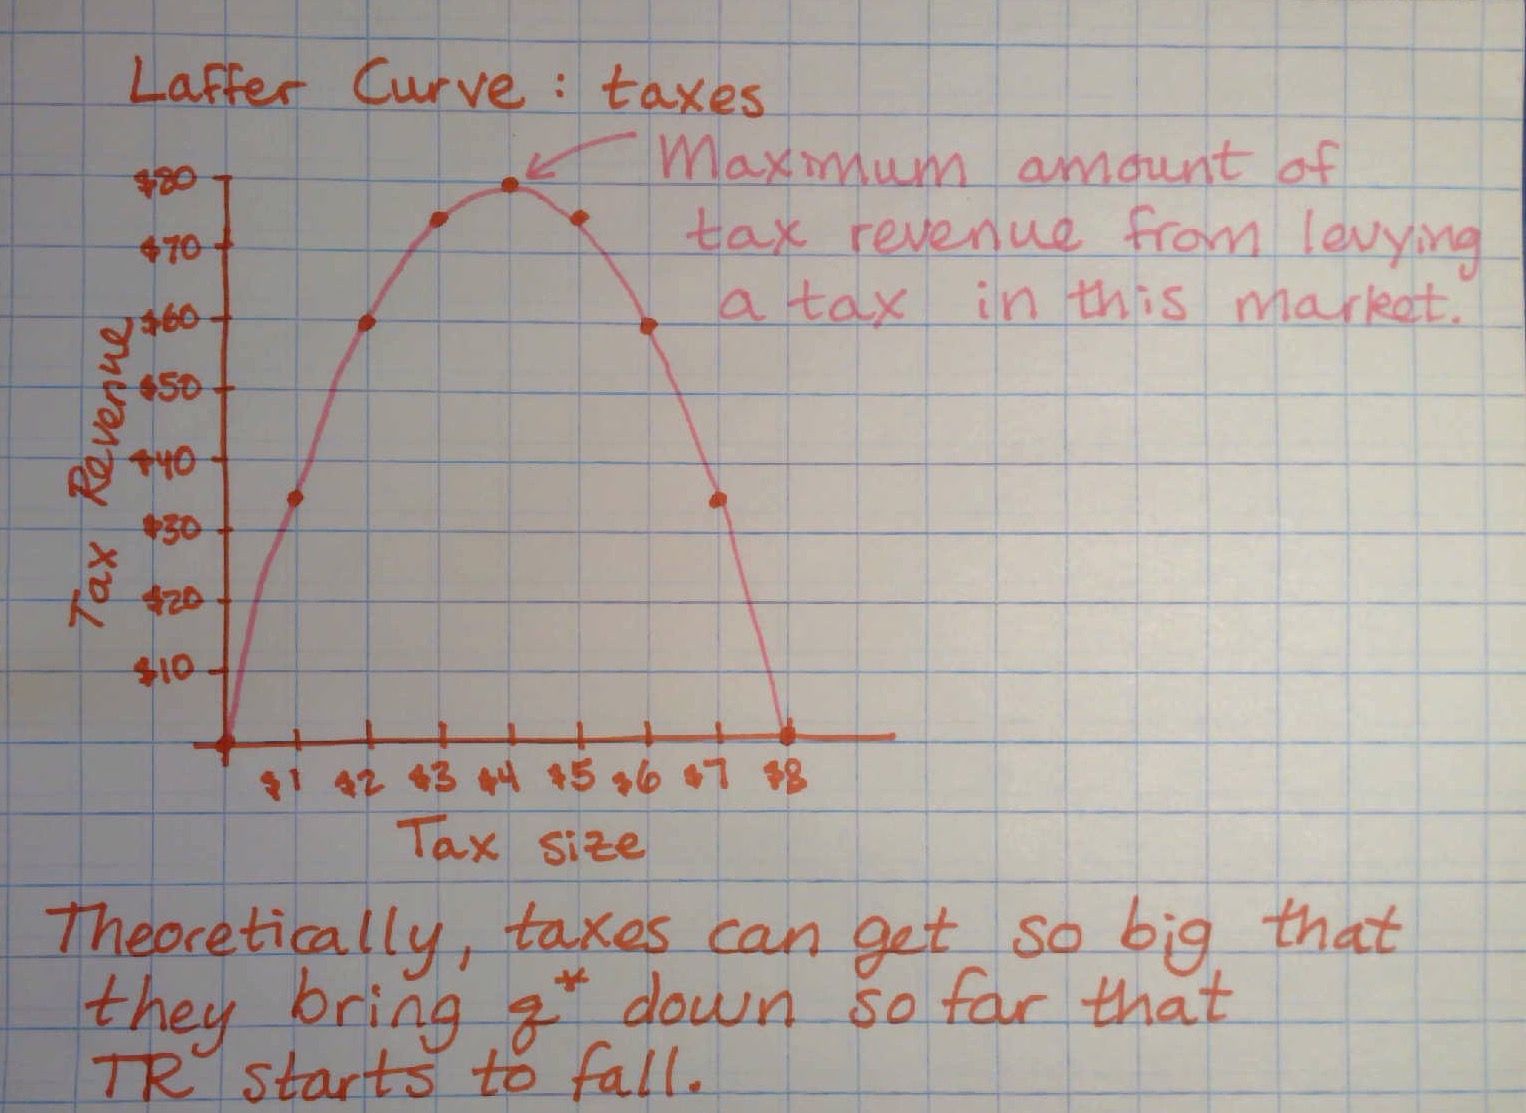 Laffer Curve : taxes
Maximum amount of
tax revenue from levying
a tax in this market.
$80
$70
$60
$50
$40
$30
$20
$10
Tax Revenue
$1 $2 $3 $4 $5 $6 $7 $8
Tax size
Theoretically, taxes can get so big that
they bring q* down so far that
TR starts to fall.